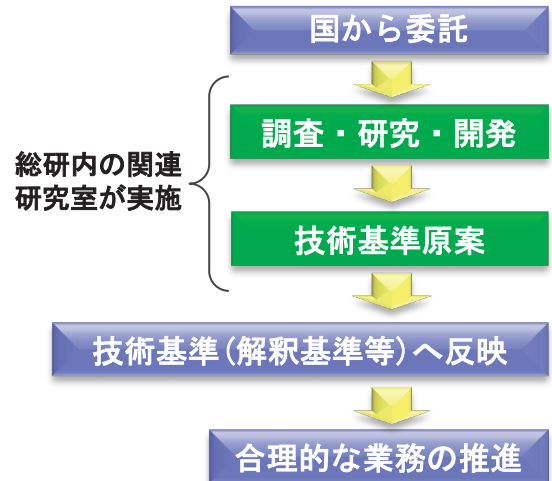 国から委託
調査・研究・開発
総研内の関連
研究室が実施
技術基準原案
技術基準(解釈基準等)へ反映
合理的な業務の推進